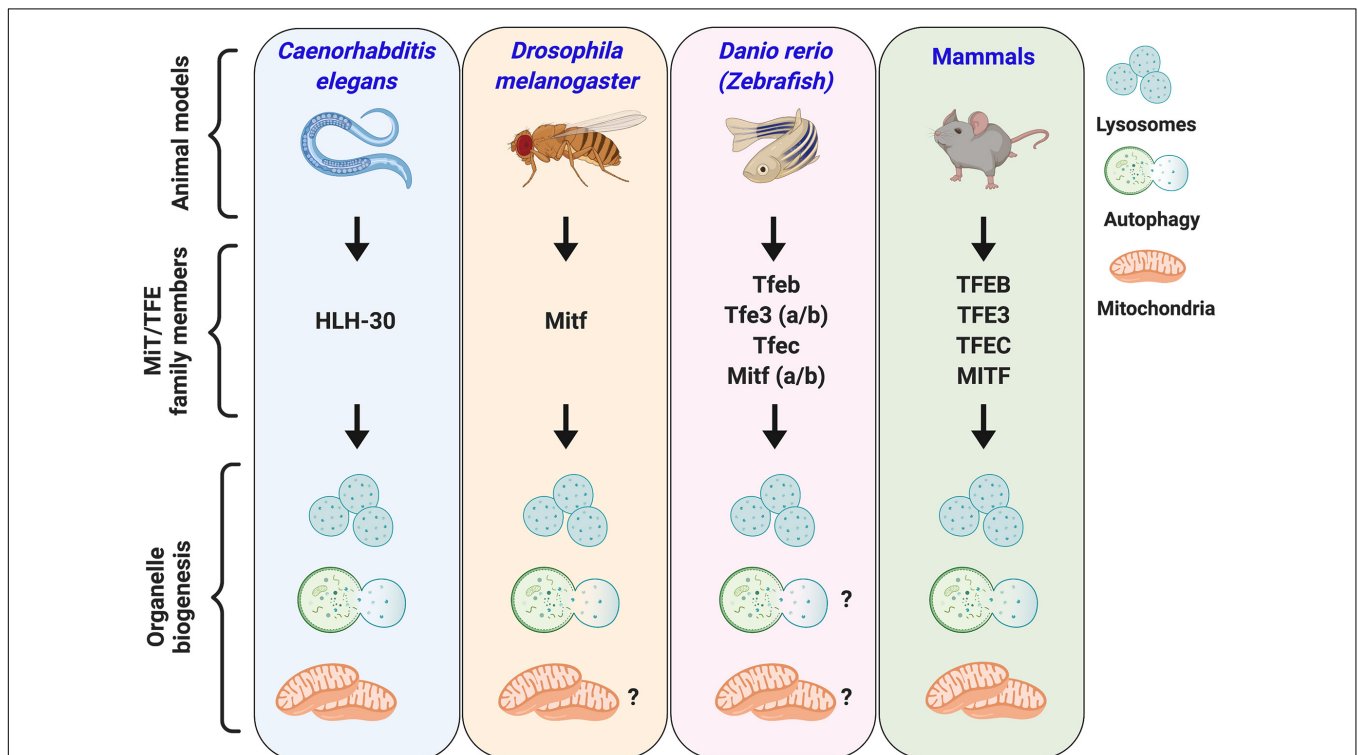 Caenorhabditis
elegans
Drosophila
melanogaster
Danio rerio
(Zebrafish)
Mammals
Lysosomes
Autophagy
Mitochondria
Animal models
MiT/TFE
family members
HLH-30
Mitf
Tfeb
Tfe3 (a/b)
Tfec
Mitf (a/b)
TFEB
TFE3
TFEC
MITF
Organelle
biogenesis
?
?
?